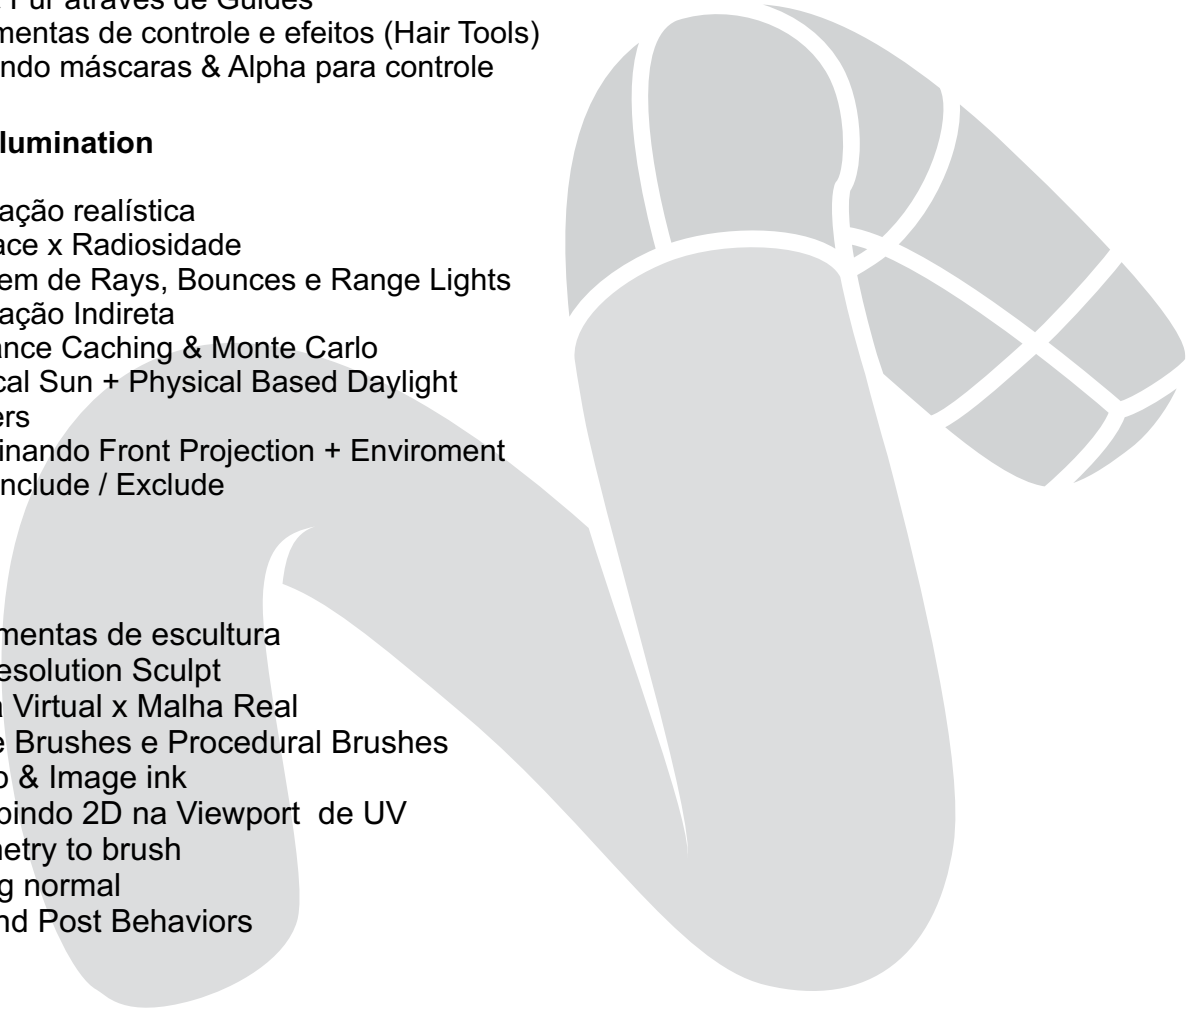 Fur através de Guides
mentas de controle e efeitos (Hair Tools)
ndo máscaras & Alpha para controle
lumination
ação realística
ace x Radiosidade
em de Rays, Bounces e Range Lights
ação Indireta
ance Caching & Monte Carlo
cal Sun + Physical Based Daylight
ers
inando Front Projection + Enviroment
nclude / Exclude
mentas de escultura
esolution Sculpt
a Virtual x Malha Real
e Brushes e Procedural Brushes
o & Image ink
pindo 2D na Viewport de UV
etry to brush
g normal
nd Post Behaviors